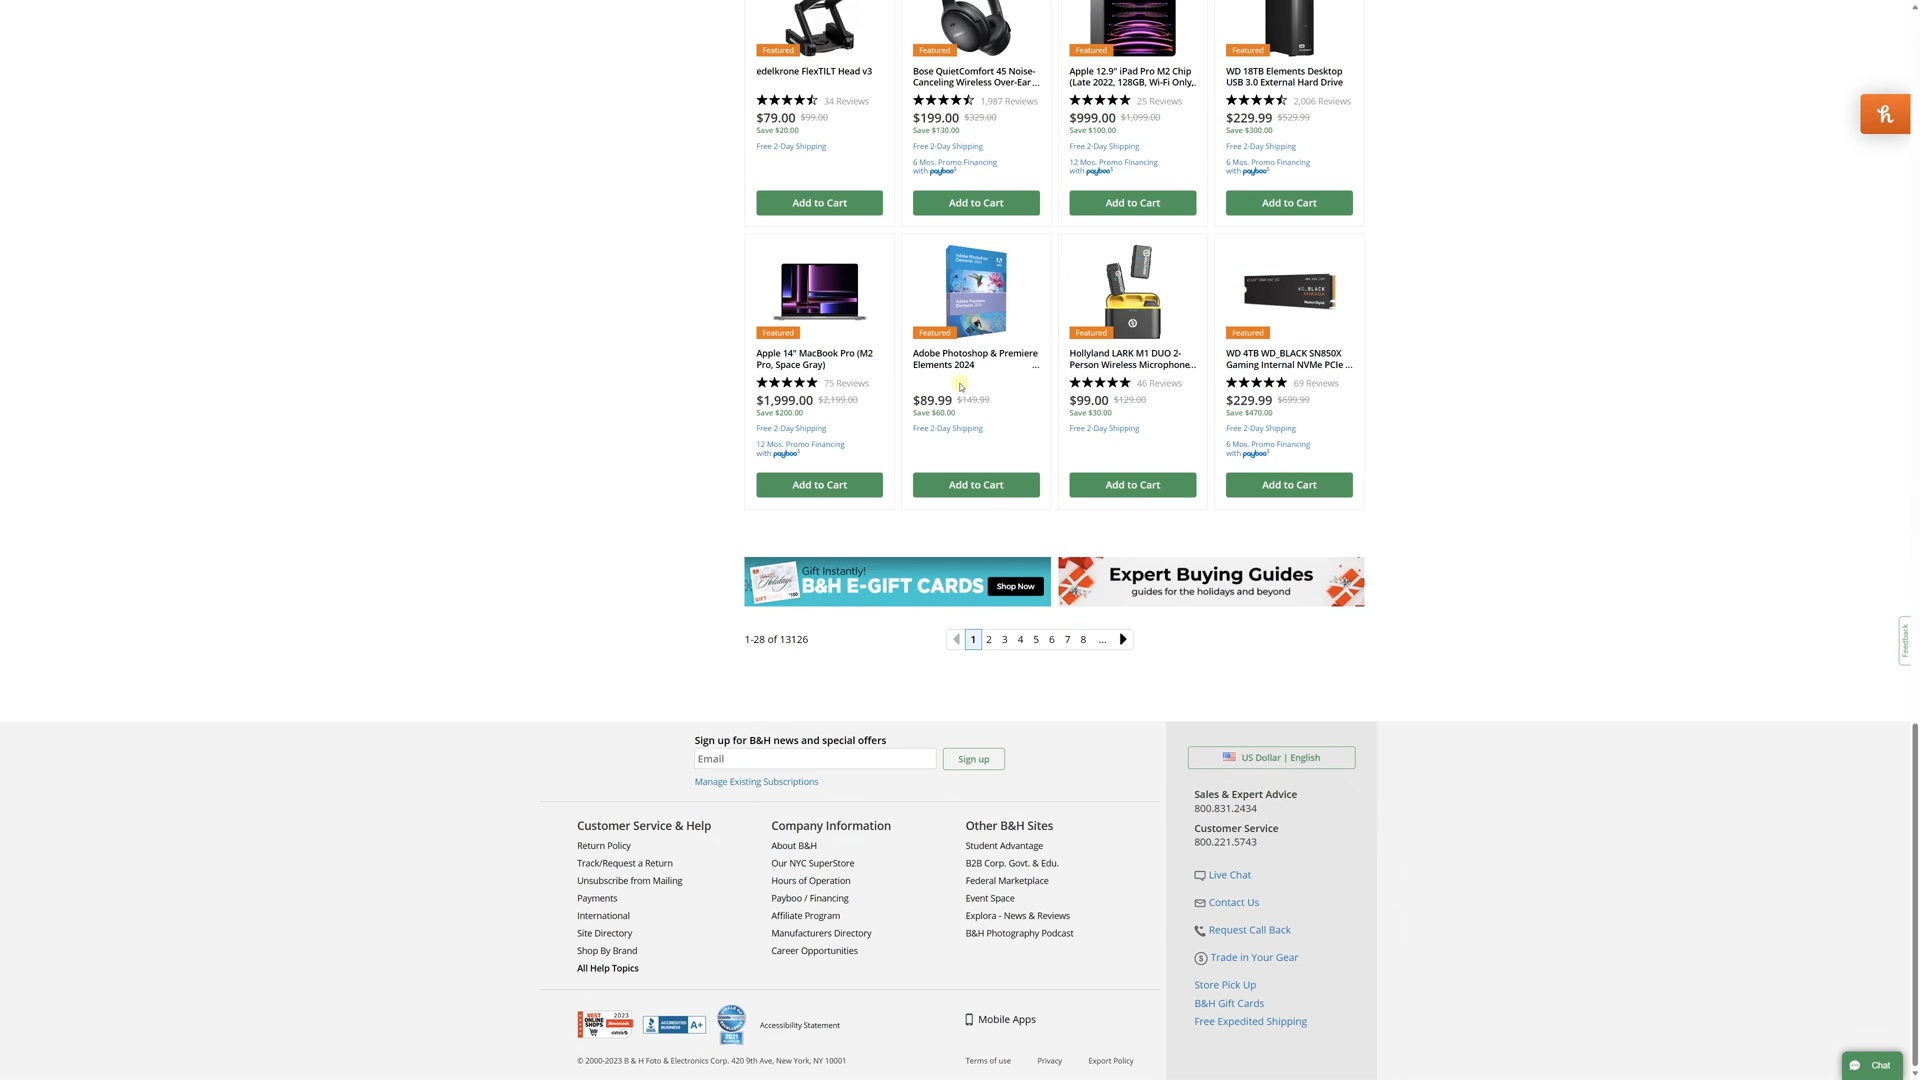 Featured
Featured
Featured
Featured
edelkrone FlexTILT Head v3
Bose QuietComfort 45 Noise-
Canceling Wireless Over-Ear ...
Apple 12.9" iPad Pro M2 Chip
(Late 2022, 128GB, Wi-Fi Only,.
WD 18TB Elements Desktop
USB 3.0 External Hard Drive
34 Reviews
1,987 Reviews
25 Reviews
2,006 Reviews
$79.00 $99.00
$199.00 $329.00
$999.00 $1,099.00
$229.99 $529.99
Save $20.00
Save $130.00
Save $100.00
Save $300.00
Free 2-Day Shipping
Free 2-Day Shipping
Free 2-Day Shipping
Free 2-Day Shipping
6 Mos. Promo Financing
with payboo$
12 Mos. Promo Financing
with payboo$
6 Mos. Promo Financing
with payboo$
Add to Cart
Add to Cart
Add to Cart
Add to Cart
Adobe Photoshop
Elements 2024
Adobe Premiere
Elements 2024
WD_BLACK
Featured
Featured
Featured
Featured
Apple 14" MacBook Pro (M2
Pro, Space Gray)
Adobe Photoshop & Premiere
Elements 2024 ...
Hollyland LARK M1 DUO 2-
Person Wireless Microphone...
WD 4TB WD_BLACK SN850X
Gaming Internal NVMe PCIe ...
75 Reviews
46 Reviews
69 Reviews
$1,999.00 $2,199.00
$89.99 $149.99
$99.00 $129.00
$229.99 $699.99
Save $200.00
Save $60.00
Save $30.00
Save $470.00
Free 2-Day Shipping
Free 2-Day Shipping
Free 2-Day Shipping
Free 2-Day Shipping
12 Mos. Promo Financing
with payboo$
6 Mos. Promo Financing
with payboo$
Add to Cart
Add to Cart
Add to Cart
Add to Cart
Gift Instantly!
B&H E-GIFT CARDS
Shop Now
Expert Buying Guides
guides for the holidays and beyond
1-28 of 13126
1 2 3 4 5 6 7 8 ...
Feedback
Sign up for B&H news and special offers
Email
Sign up
Manage Existing Subscriptions
US Dollar | English
Sales & Expert Advice
800.831.2434
Customer Service
800.221.5743
Live Chat
Contact Us
Request Call Back
Trade in Your Gear
Store Pick Up
B&H Gift Cards
Free Expedited Shipping
Customer Service & Help
Return Policy
Track/Request a Return
Unsubscribe from Mailing
Payments
International
Site Directory
Shop By Brand
All Help Topics
Company Information
About B&H
Our NYC SuperStore
Hours of Operation
Payboo / Financing
Affiliate Program
Manufacturers Directory
Career Opportunities
Other B&H Sites
Student Advantage
B2B Corp. Govt. & Edu.
Federal Marketplace
Event Space
Explora - News & Reviews
B&H Photography Podcast
BEST 2023
ONLINE
SHOPS Newsweek
BBB ACCREDITED BUSINESS A+
2021
Accessibility Statement
Mobile Apps
© 2000-2023 B & H Foto & Electronics Corp. 420 9th Ave, New York, NY 10001
Terms of use
Privacy
Export Policy
Chat